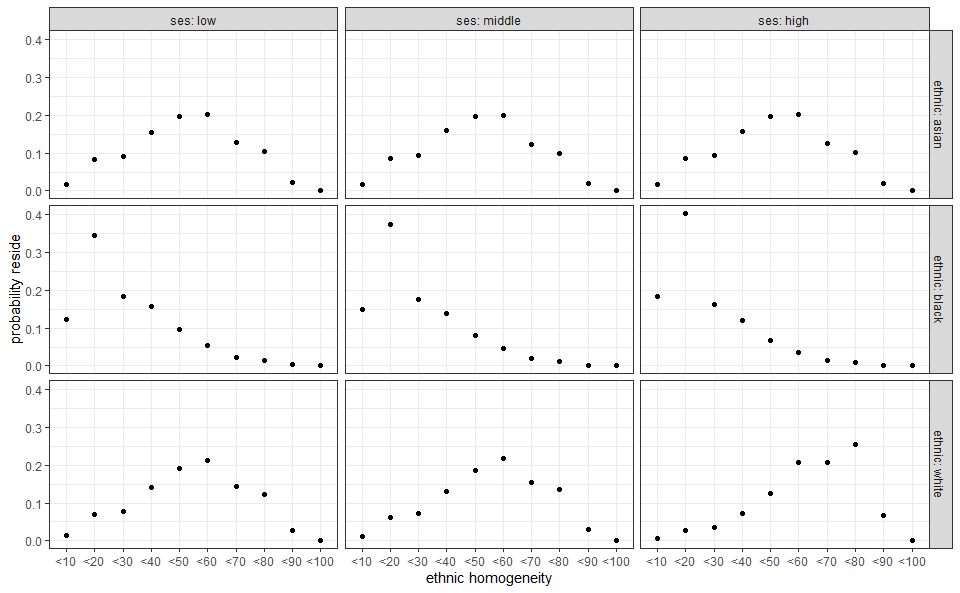 ses: low ses: middle ses: high
0.4
0.3
0.2
0.1
0.0
ethnic: asian
0.4
0.3
0.2
0.1
0.0
ethnic: black
0.4
0.3
0.2
0.1
0.0
ethnic: white
probability reside
<10 <20 <30 <40 <50 <60 <70 <80 <90 <100 <10 <20 <30 <40 <50 <60 <70 <80 <90 <100 <10 <20 <30 <40 <50 <60 <70 <80 <90 <100
ethnic homogeneity